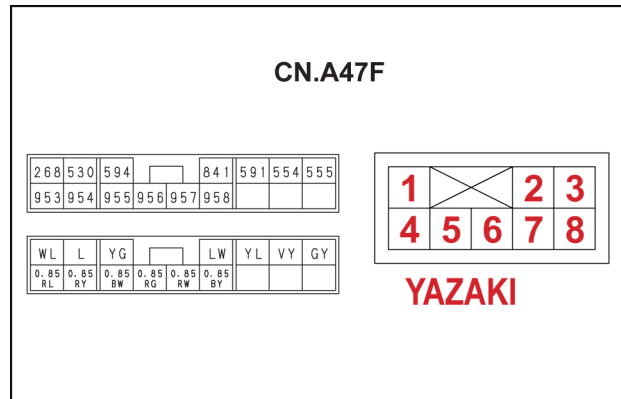 CN.A47F
268 530 594 841 591 554 555
953 954 955 956 957 958
WL L YG LW YL VY GY
0.85 0.85 0.85 0.85 0.85 0.85
RL RY BW RG RW BY
1 2 3
4 5 6 7 8
YAZAKI